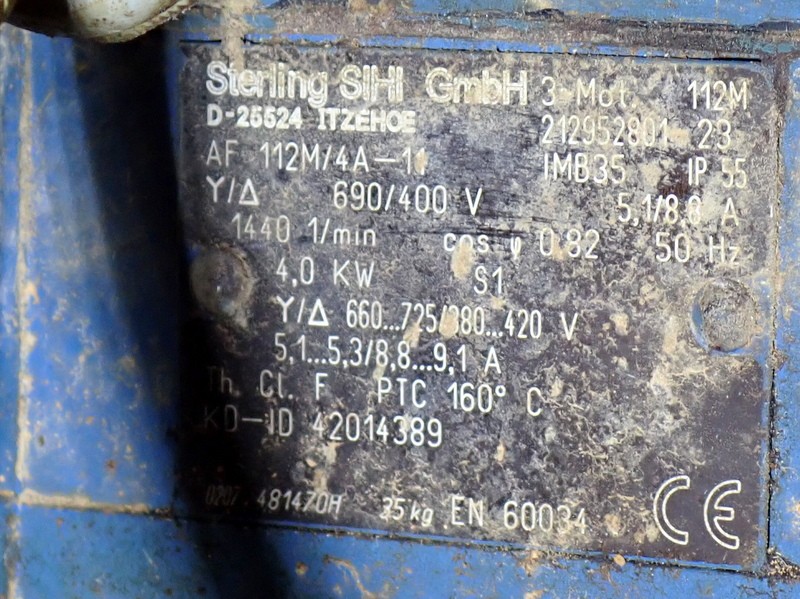 Sterling SIHI GmbH 3-Mot. 112M
D-25524 ITZEHOE 212952801 23
AF 112M/4A-11 IMB35 IP 55
Y/Δ 690/400 V 5,1/8,8 A
1440 1/min cos φ 0.82 50 Hz
4,0 KW S1
Y/Δ 660...725/380...420 V
5,1...5,3/8,8...9,1 A
Th. Cl. F PTC 160° C
KD-ID 42014389
0207 481470H 35kg EN 60034 CE